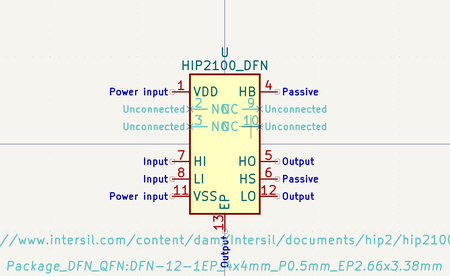 U
HIP2100_DFN
Power input 1 VDD HB 4 Passive
Unconnected 2 NC NC 9 Unconnected
Unconnected 3 NC NC 10 Unconnected
Input 7 HI HO 5 Output
Input 8 LI HS 6 Passive
Power input 11 VSS LO 12 Output
EP
13
Output
//www.intersil.com/content/dam/Intersil/documents/hip2/hip2100
Package_DFN_QFN:DFN-12-1EP_4x4mm_P0.5mm_EP2.66x3.38mm